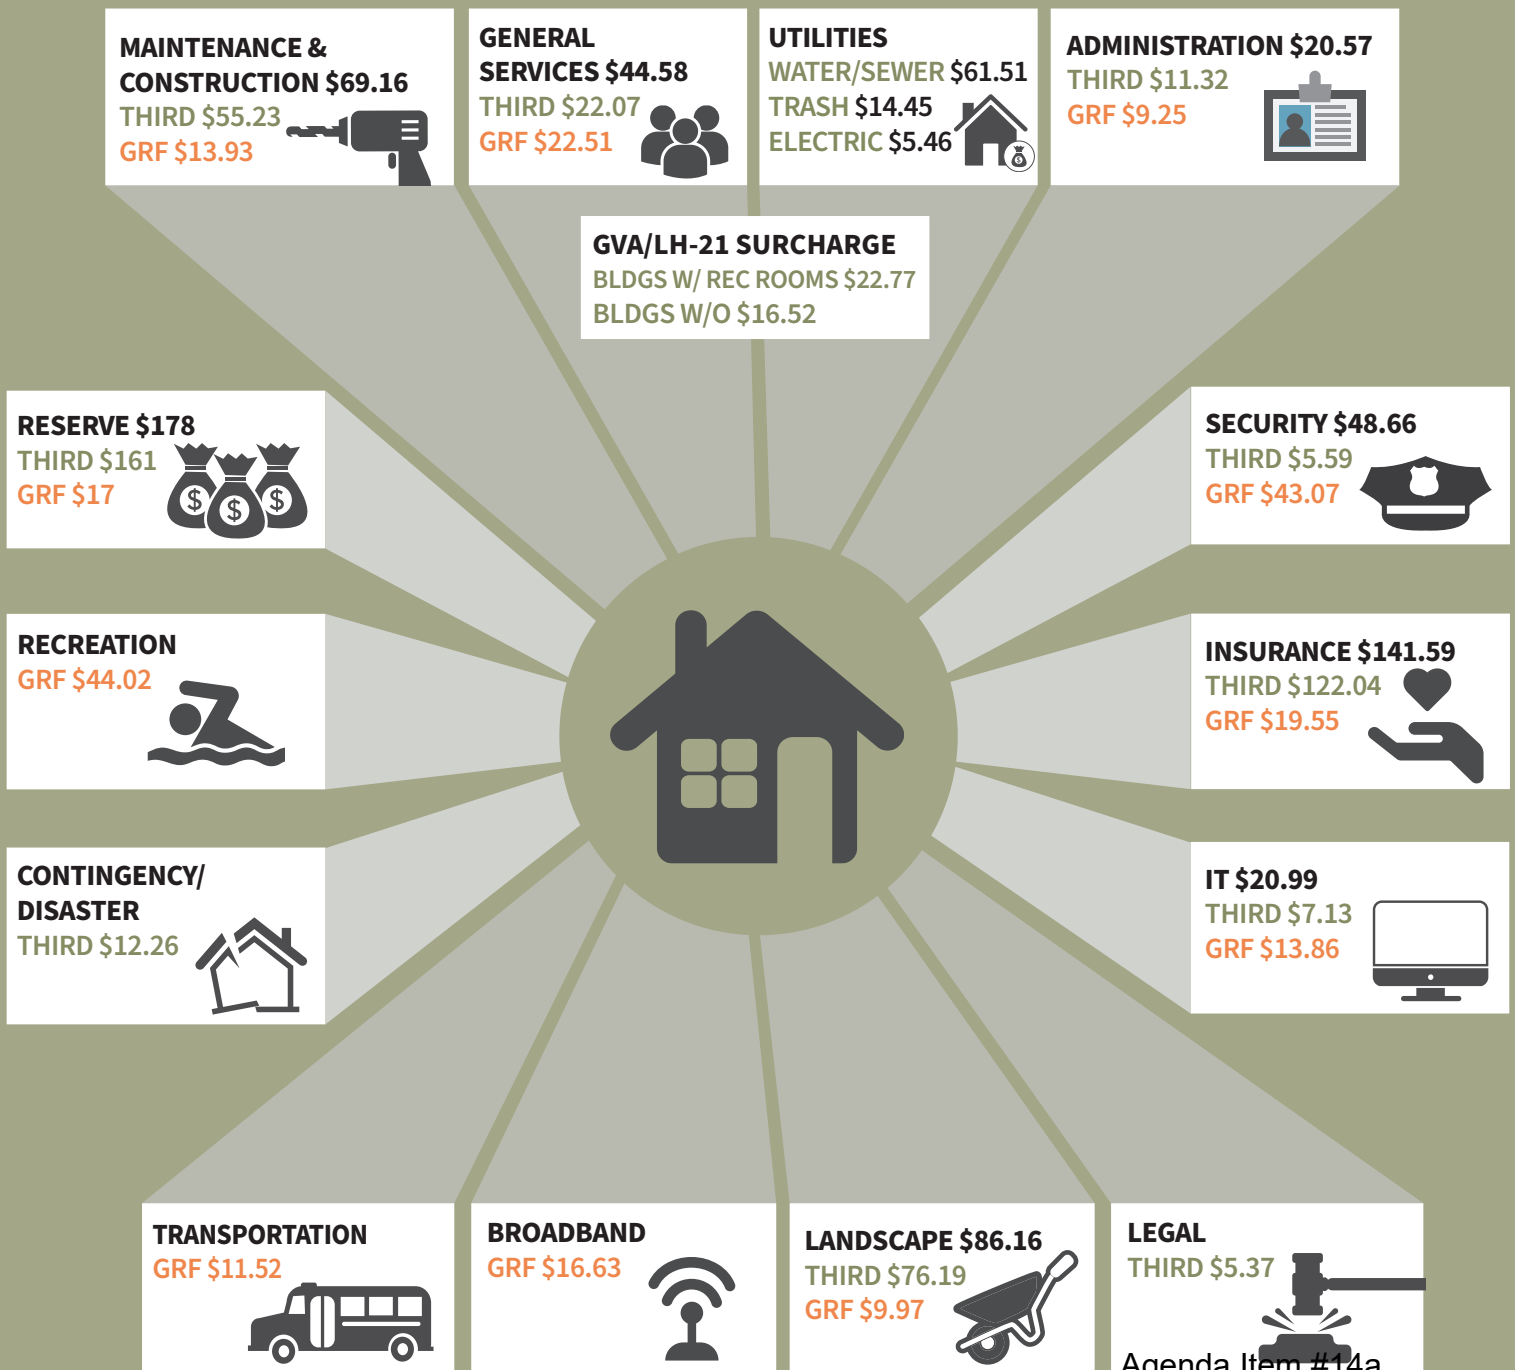 MAINTENANCE &
CONSTRUCTION $69.16
THIRD $55.23
GRF $13.93
GENERAL
SERVICES $44.58
THIRD $22.07
GRF $22.51
UTILITIES
WATER/SEWER $61.51
TRASH $14.45
ELECTRIC $5.46
$
ADMINISTRATION $20.57
THIRD $11.32
GRF $9.25
GVA/LH-21 SURCHARGE
BLDGS W/ REC ROOMS $22.77
BLDGS W/O $16.52
RESERVE $178
THIRD $161
GRF $17
$ $ $
SECURITY $48.66
THIRD $5.59
GRF $43.07
RECREATION
GRF $44.02
INSURANCE $141.59
THIRD $122.04
GRF $19.55
CONTINGENCY/
DISASTER
THIRD $12.26
IT $20.99
THIRD $7.13
GRF $13.86
TRANSPORTATION
GRF $11.52
BROADBAND
GRF $16.63
LANDSCAPE $86.16
THIRD $76.19
GRF $9.97
LEGAL
THIRD $5.37
Agenda Item #14a